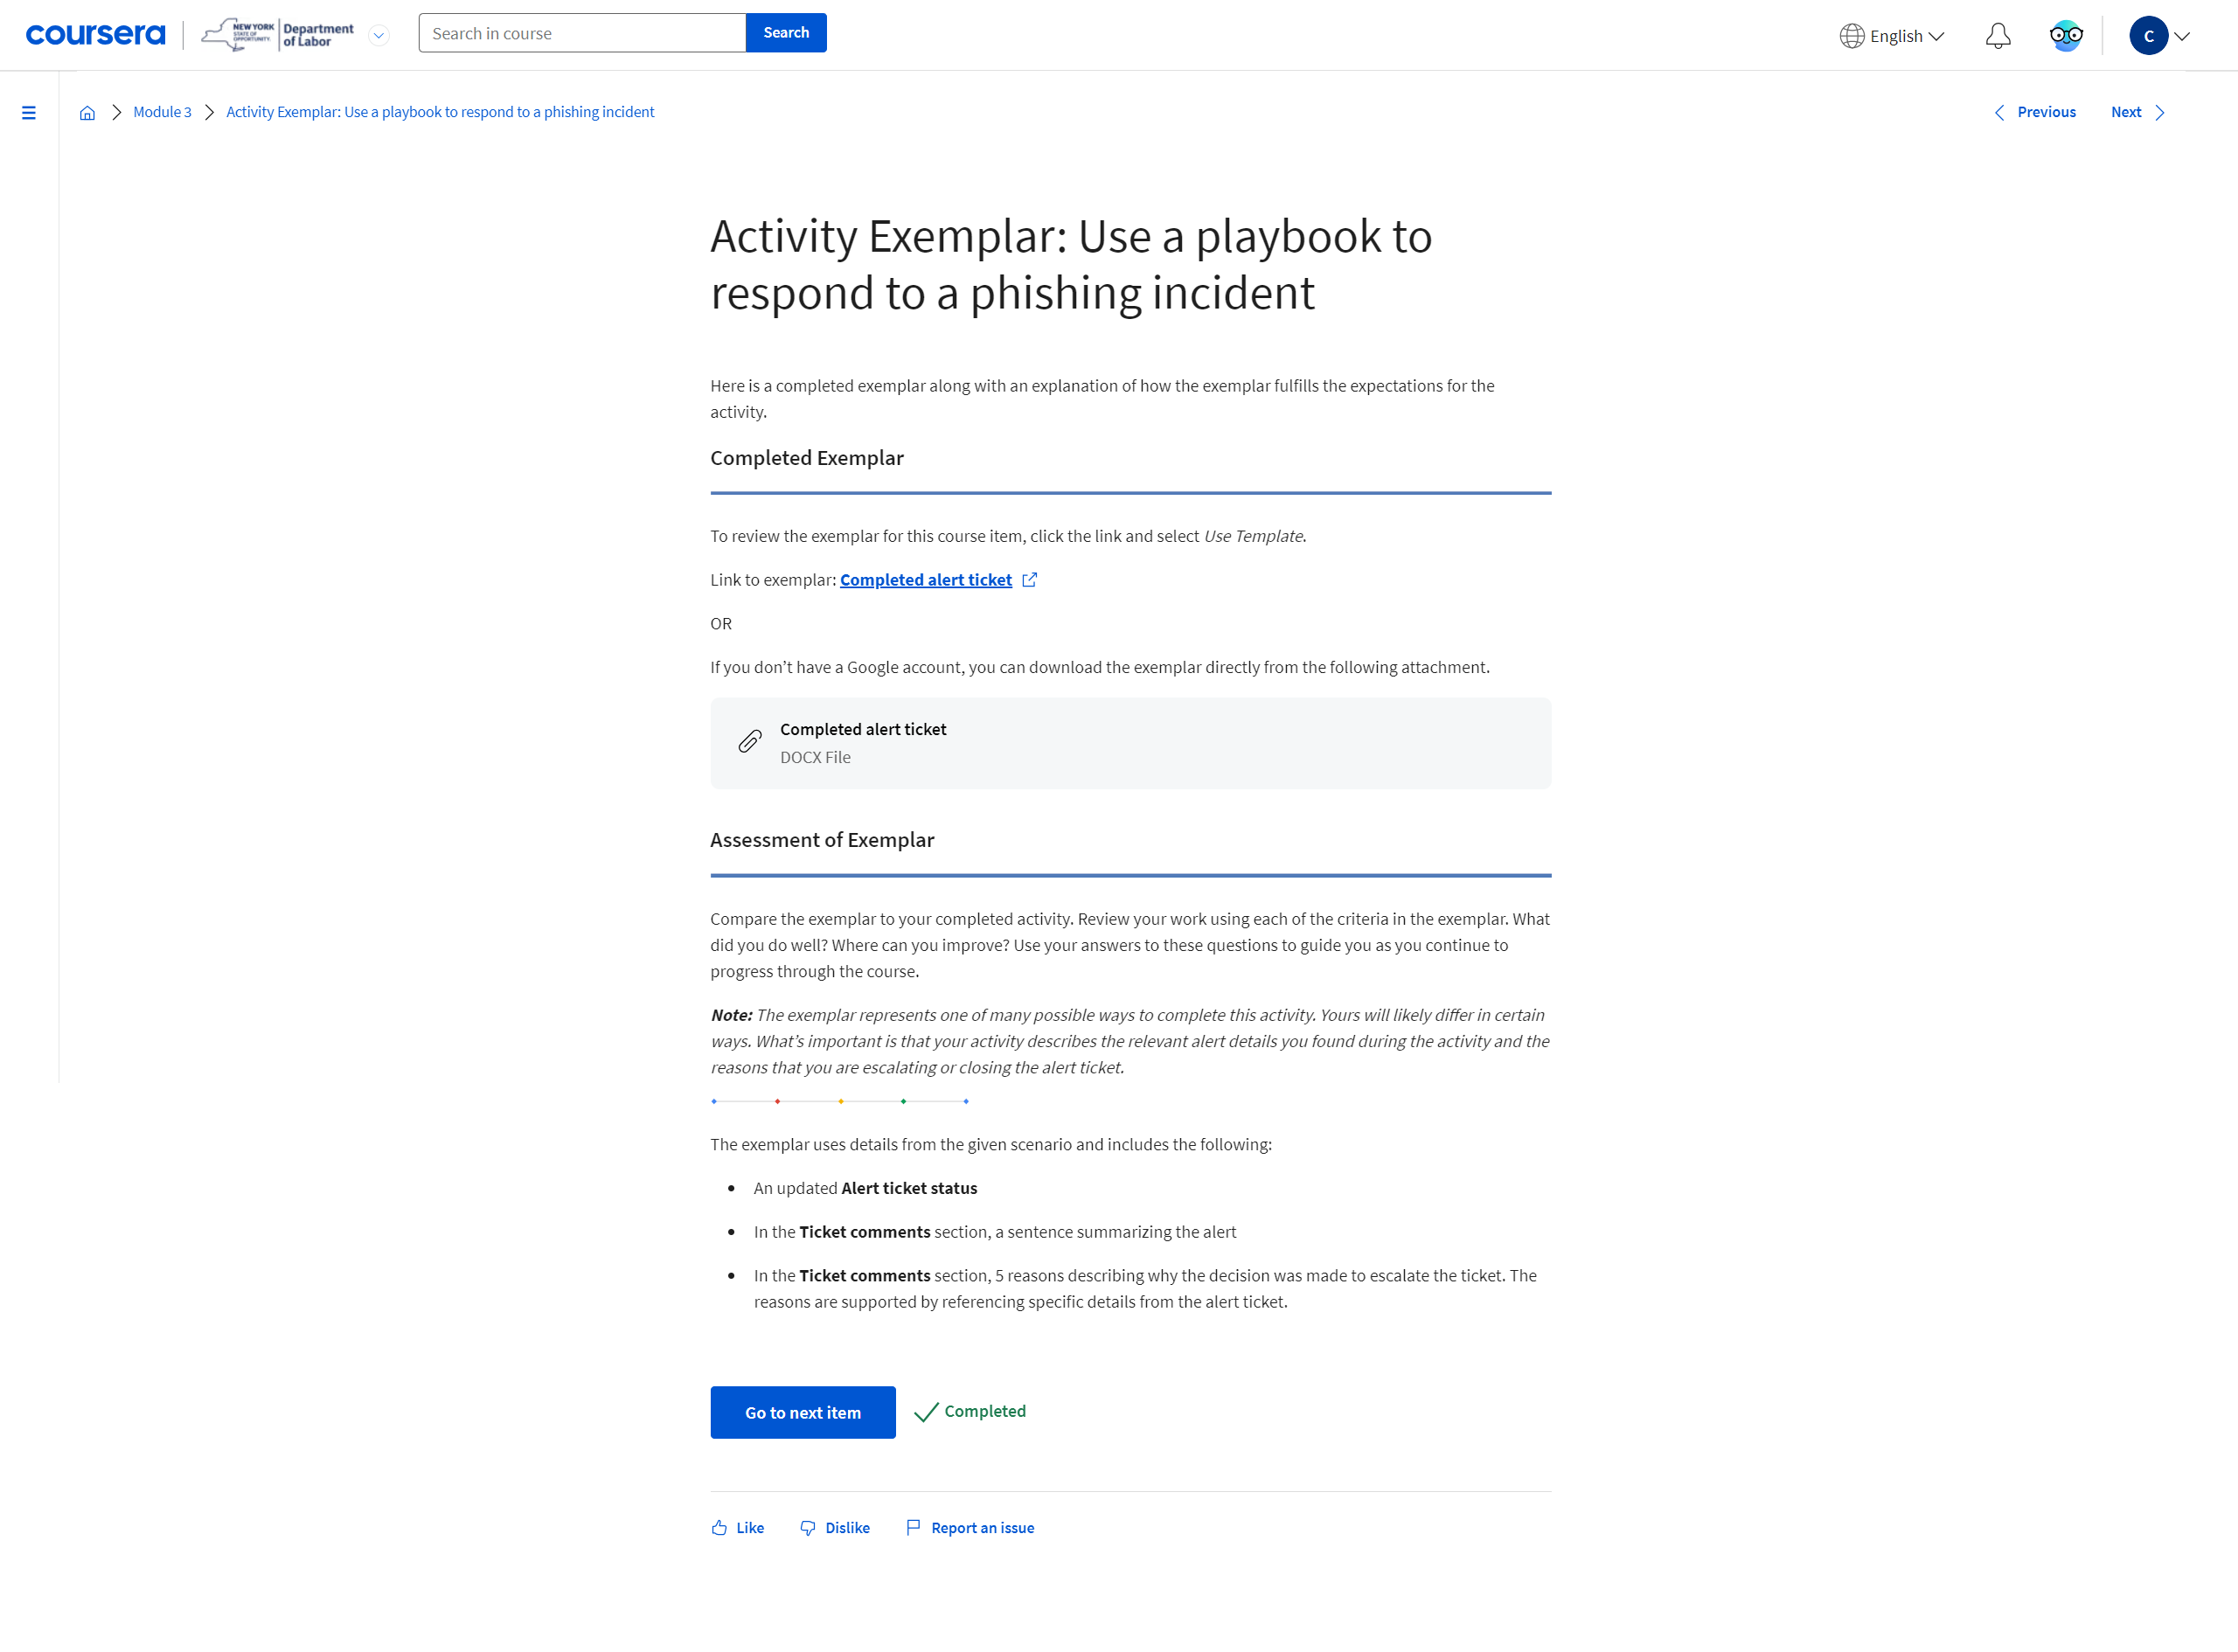 coursera
NEW YORK
STATE OF
OPPORTUNITY.
Department
of Labor
Search in course
Search
English
C
Module 3
Activity Exemplar: Use a playbook to respond to a phishing incident
Previous
Next
Activity Exemplar: Use a playbook to
respond to a phishing incident
Here is a completed exemplar along with an explanation of how the exemplar fulfills the expectations for the
activity.
Completed Exemplar
To review the exemplar for this course item, click the link and select Use Template.
Link to exemplar: Completed alert ticket
OR
If you don’t have a Google account, you can download the exemplar directly from the following attachment.
Completed alert ticket
DOCX File
Assessment of Exemplar
Compare the exemplar to your completed activity. Review your work using each of the criteria in the exemplar. What
did you do well? Where can you improve? Use your answers to these questions to guide you as you continue to
progress through the course.
Note: The exemplar represents one of many possible ways to complete this activity. Yours will likely differ in certain
ways. What’s important is that your activity describes the relevant alert details you found during the activity and the
reasons that you are escalating or closing the alert ticket.
The exemplar uses details from the given scenario and includes the following:
• An updated Alert ticket status
• In the Ticket comments section, a sentence summarizing the alert
• In the Ticket comments section, 5 reasons describing why the decision was made to escalate the ticket. The
reasons are supported by referencing specific details from the alert ticket.
Go to next item
Completed
Like
Dislike
Report an issue